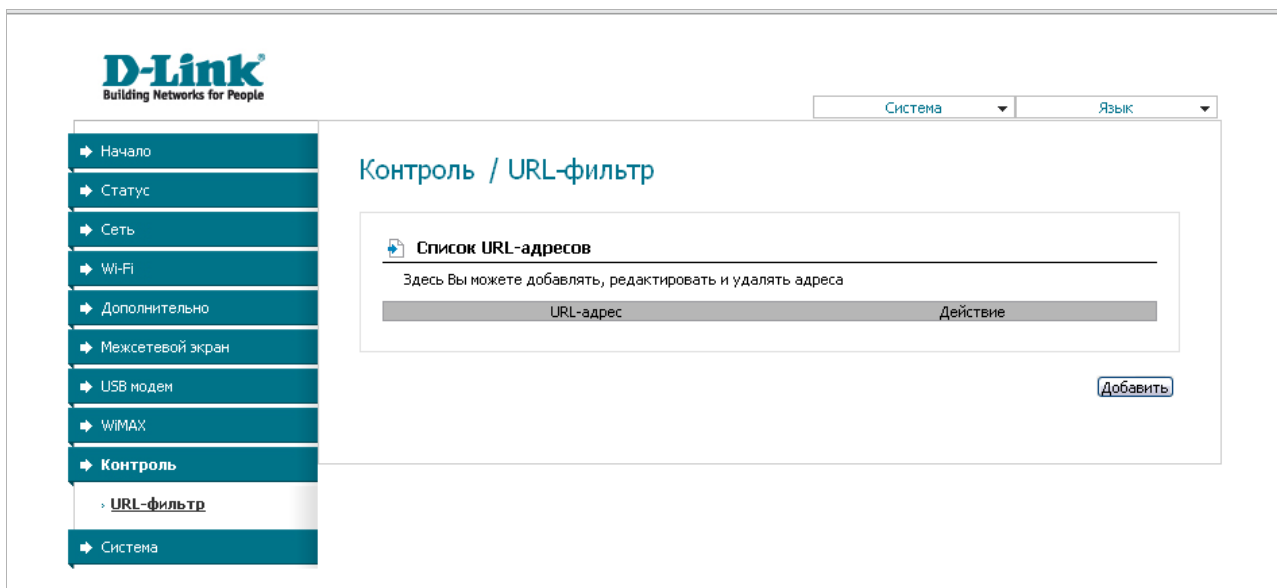 D-Link
Building Networks for People
Система
Язык
Начало
Статус
Сеть
Wi-Fi
Дополнительно
Межсетевой экран
USB модем
WiMAX
Контроль
URL-фильтр
Система
Контроль / URL-фильтр
Список URL-адресов
Здесь Вы можете добавлять, редактировать и удалять адреса
URL-адрес Действие
Добавить